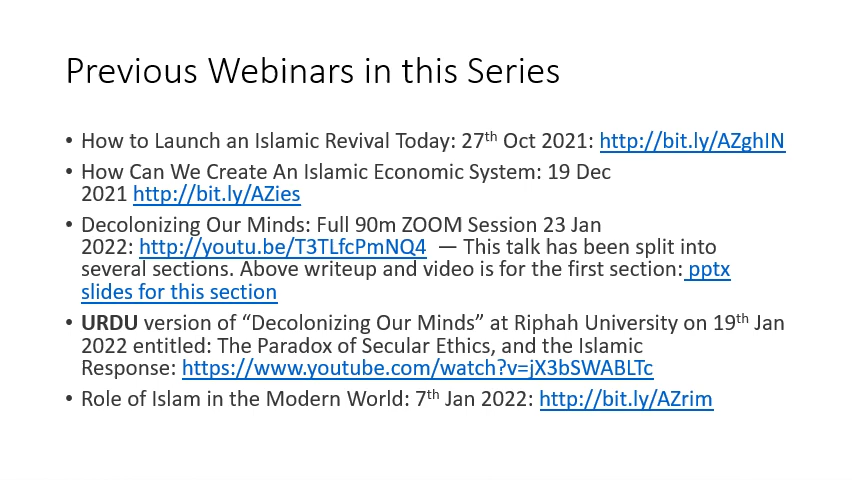 Previous Webinars in this Series
• How to Launch an Islamic Revival Today: 27th Oct 2021: http://bit.ly/AZghIN
• How Can We Create An Islamic Economic System: 19 Dec
2021 http://bit.ly/AZies
• Decolonizing Our Minds: Full 90m ZOOM Session 23 Jan
2022: http://youtu.be/T3TLfcPmNQ4 — This talk has been split into
several sections. Above writeup and video is for the first section: pptx
slides for this section
• URDU version of “Decolonizing Our Minds” at Riphah University on 19th Jan
2022 entitled: The Paradox of Secular Ethics, and the Islamic
Response: https://www.youtube.com/watch?v=jX3bSWABLTc
• Role of Islam in the Modern World: 7th Jan 2022: http://bit.ly/AZrim